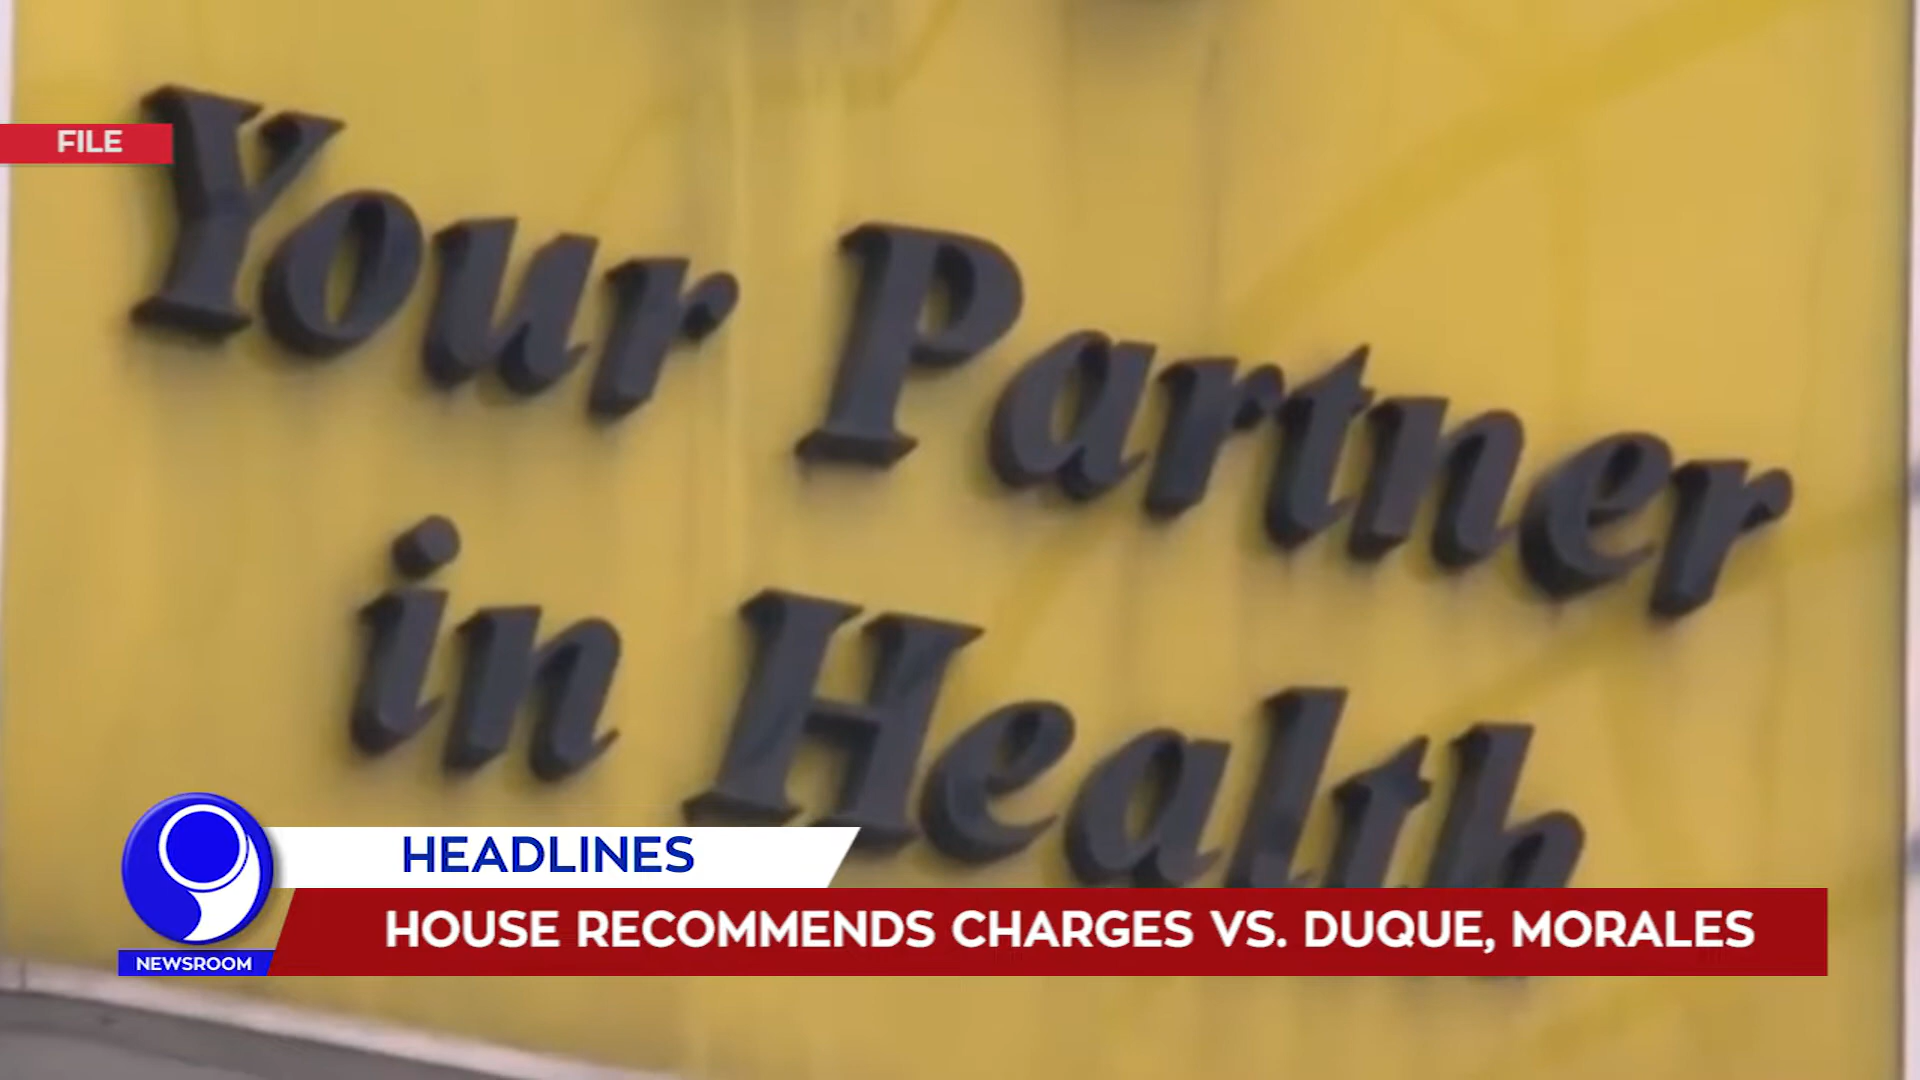 FILE
Your Partner
in Health
HEADLINES
HOUSE RECOMMENDS CHARGES VS. DUQUE, MORALES
NEWSROOM